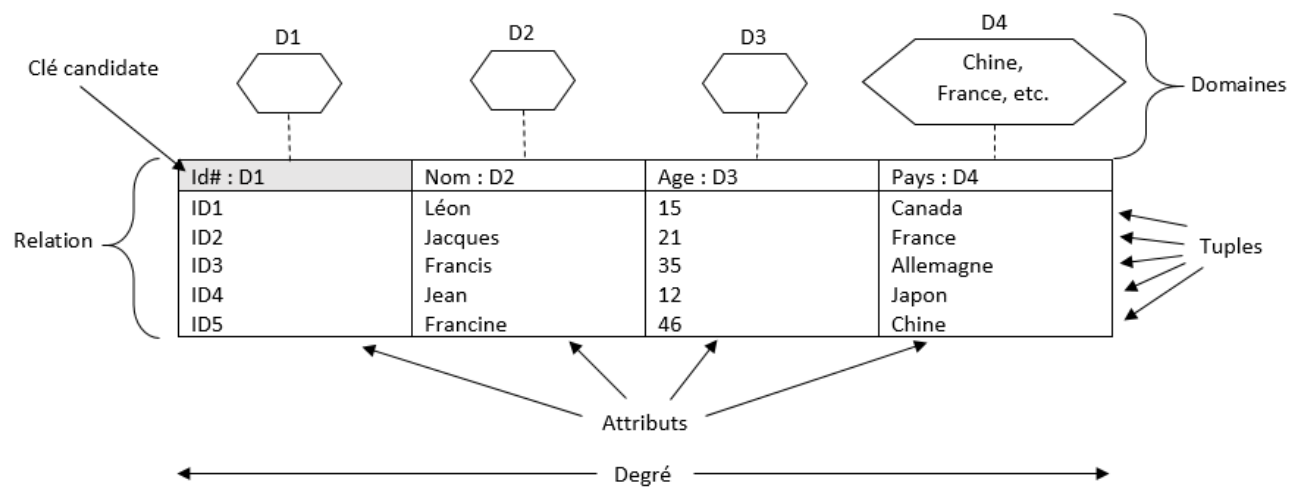 D1
D2
D3
D4
Clé candidate
Chine,
France, etc.
Domaines
Id# : D1 Nom : D2 Age : D3 Pays : D4
ID1 Léon 15 Canada
ID2 Jacques 21 France
Relation
Tuples
ID3 Francis 35 Allemagne
ID4 Jean 12 Japon
ID5 Francine 46 Chine
Attributs
Degré